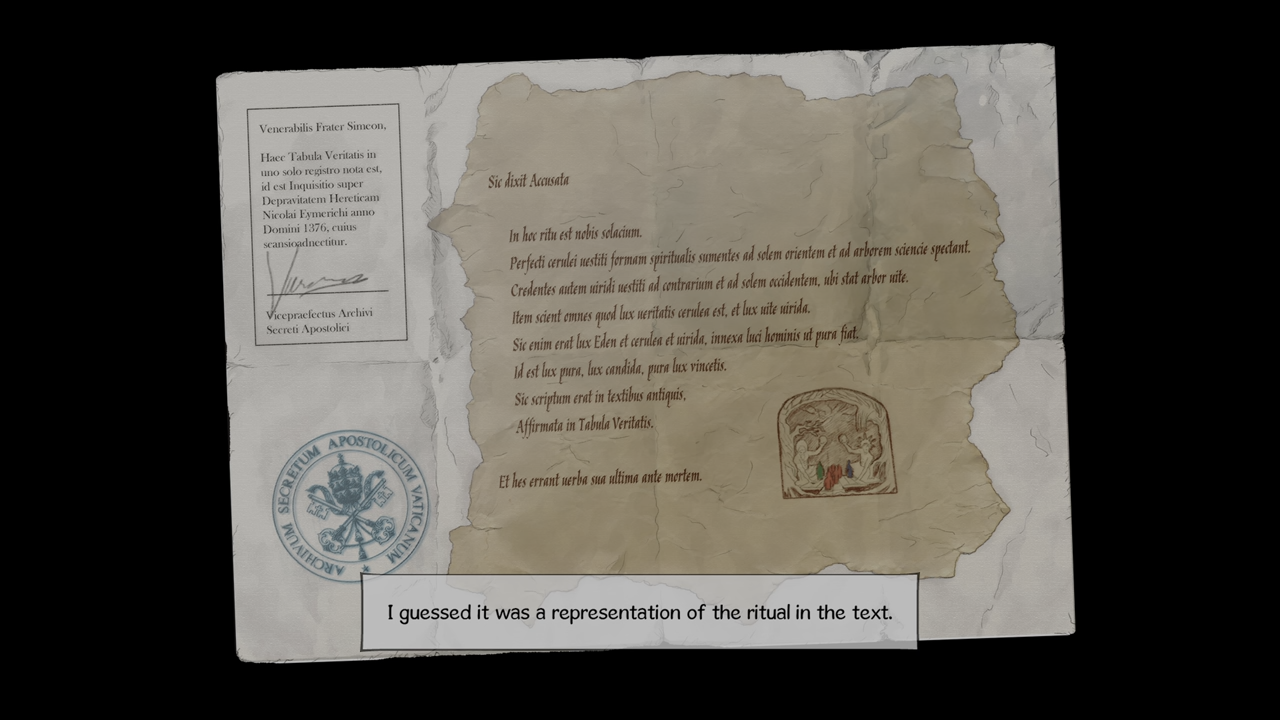 Venerabilis Frater Simeon,
Haec Tabula Veritatis in
uno solo registro nota est,
id est Inquisitio super
Depravitatem Hereticam
Nicolai Eymerichi anno
Domini 1376, cuius
scansioadnectitur.
Vicepraefectus Archivi
Secreti Apostolici
ARCHIVUM SECRETUM APOSTOLICUM VATICANUM
Sic dixit Accusata
In hoc ritu est nobis solacium.
Perfecti cerulei uestiti formam spiritualis sumentes ad solem orientem et ad arborem sciencie spectant.
Credentes autem uiridi uestiti ad contrarium et ad solem occidentem, ubi stat arbor uite.
Item scient omnes quod lux ueritatis cerulea est, et lux uite uirida.
Sic enim erat lux Eden et cerulea et uirida, innexa luci hominis ut pura fiat.
Id est lux pura, lux candida, pura lux vincetis.
Sic scriptum erat in textibus antiquis,
Affirmata in Tabula Veritatis.
Et hes errant uerba sua ultima ante mortem.
I guessed it was a representation of the ritual in the text.